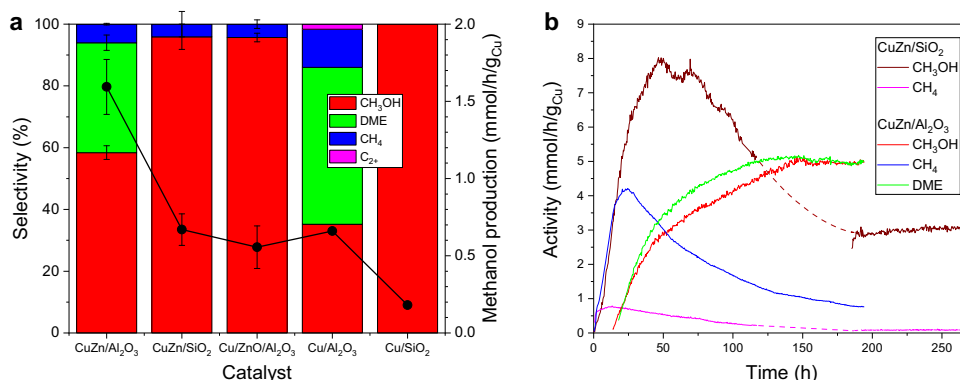 a
Selectivity (%)
100
80
60
40
20
0
CH₃OH
DME
CH₄
C₂₊
2.0
1.5
1.0
0.5
0.0
Methanol production (mmol/h/g_Cu)
CuZn/Al₂O₃
CuZn/SiO₂
Cu/ZnO/Al₂O₃
Cu/Al₂O₃
Cu/SiO₂
Catalyst
b
Activity (mmol/h/g_Cu)
9
8
7
6
5
4
3
2
1
0
CuZn/SiO₂
CH₃OH
CH₄
CuZn/Al₂O₃
CH₃OH
CH₄
DME
0
50
100
150
200
250
Time (h)